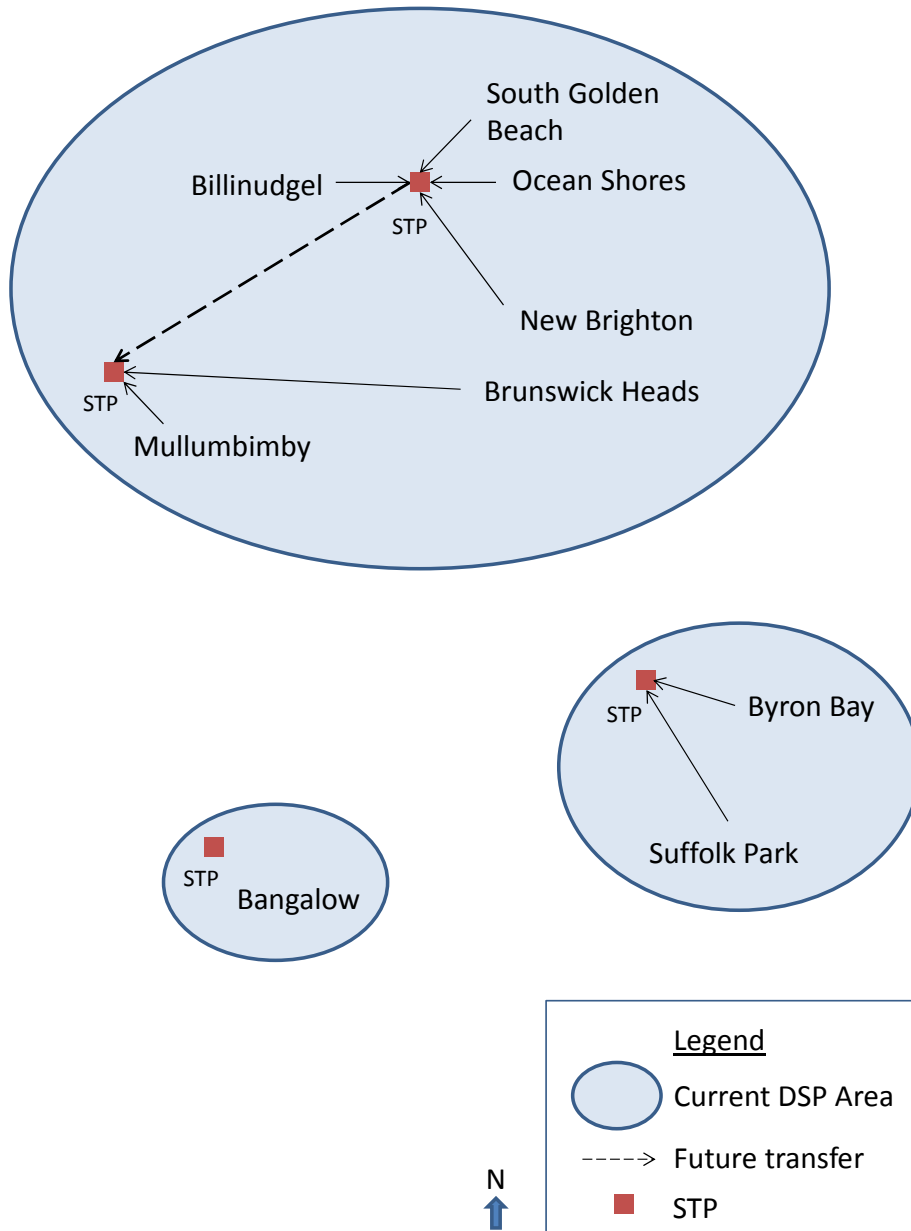 South Golden
Beach
Billinudgel
Ocean Shores
STP
New Brighton
Brunswick Heads
STP
Mullumbimby
Byron Bay
STP
Suffolk Park
STP
Bangalow
Legend
Current DSP Area
Future transfer
STP
N